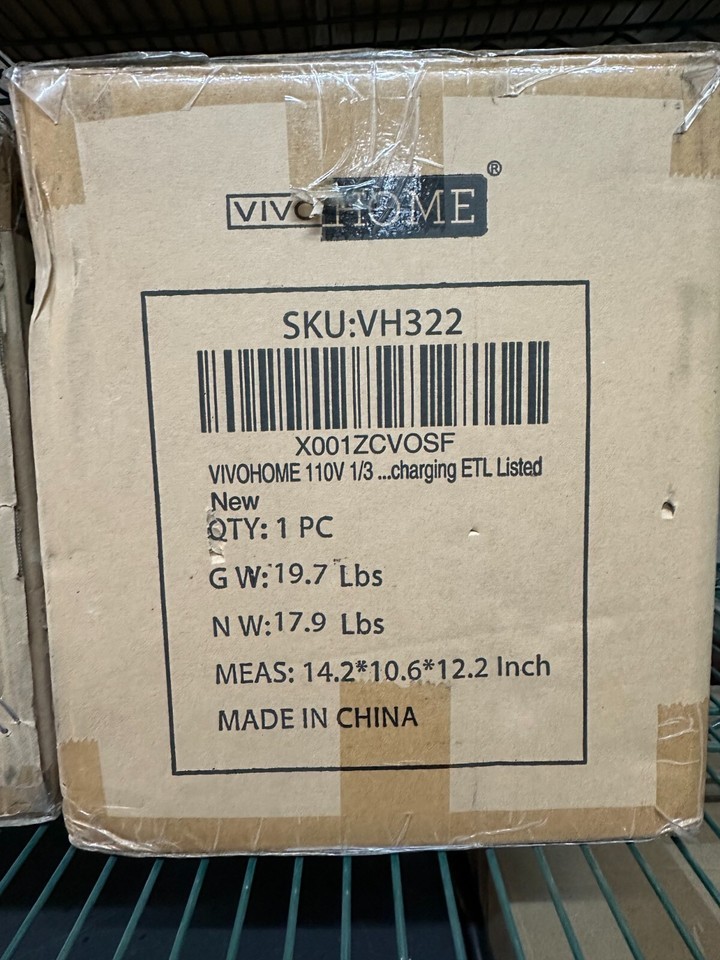 VIVOHOME®
SKU:VH322
X001ZCVOSF
VIVOHOME 110V 1/3 ...charging ETL Listed
New
QTY: 1 PC
G W: 19.7 Lbs
N W: 17.9 Lbs
MEAS: 14.2*10.6*12.2 Inch
MADE IN CHINA